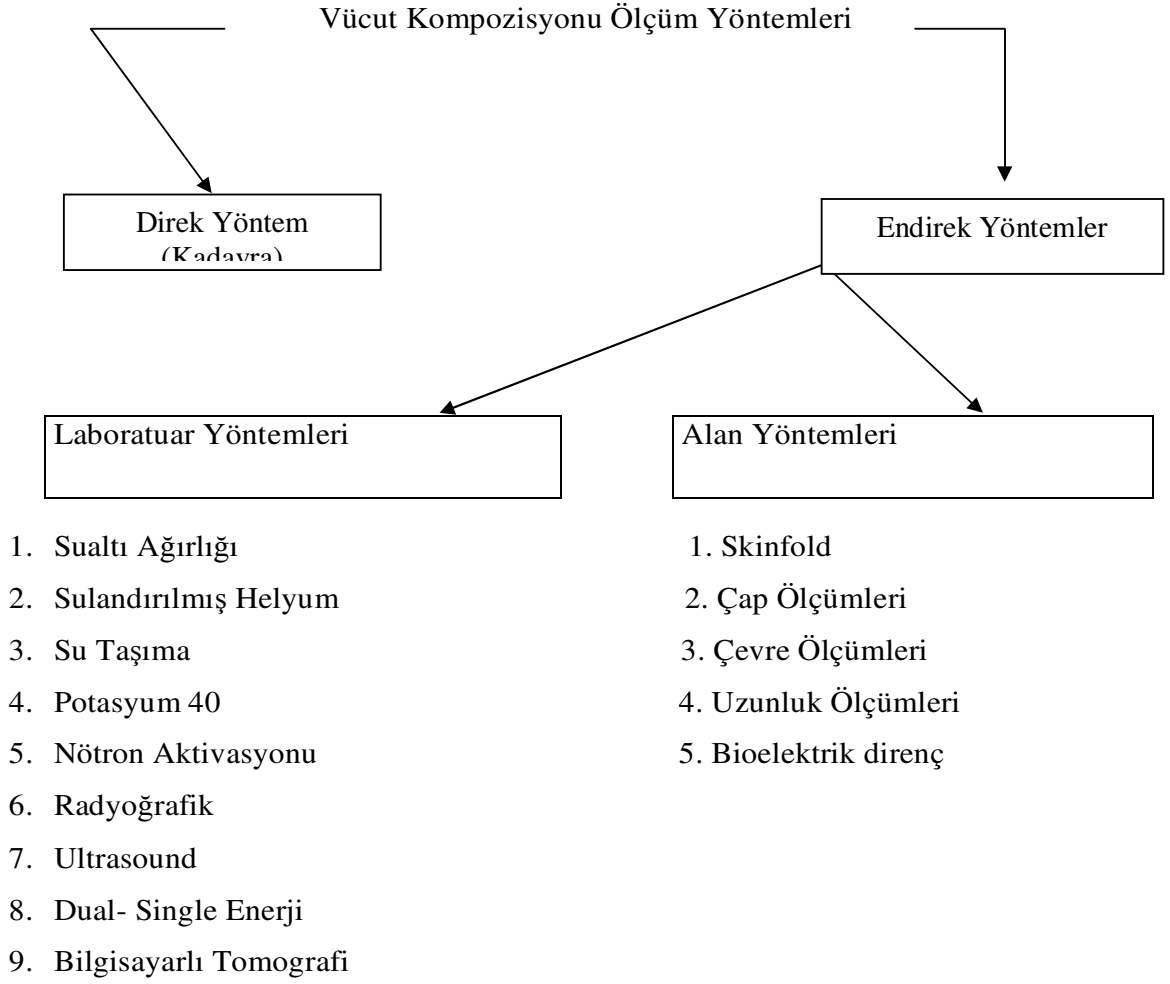 Vücut Kompozisyonu Ölçüm Yöntemleri
Direk Yöntem
(Kadavra)
Endirek Yöntemler
Laboratuar Yöntemleri
1. Sualtı Ağırlığı
2. Sulandırılmış Helyum
3. Su Taşıma
4. Potasyum 40
5. Nötron Aktivasyonu
6. Radyoğrafik
7. Ultrasound
8. Dual- Single Enerji
9. Bilgisayarlı Tomografi
Alan Yöntemleri
1. Skinfold
2. Çap Ölçümleri
3. Çevre Ölçümleri
4. Uzunluk Ölçümleri
5. Bioelektrik direnç